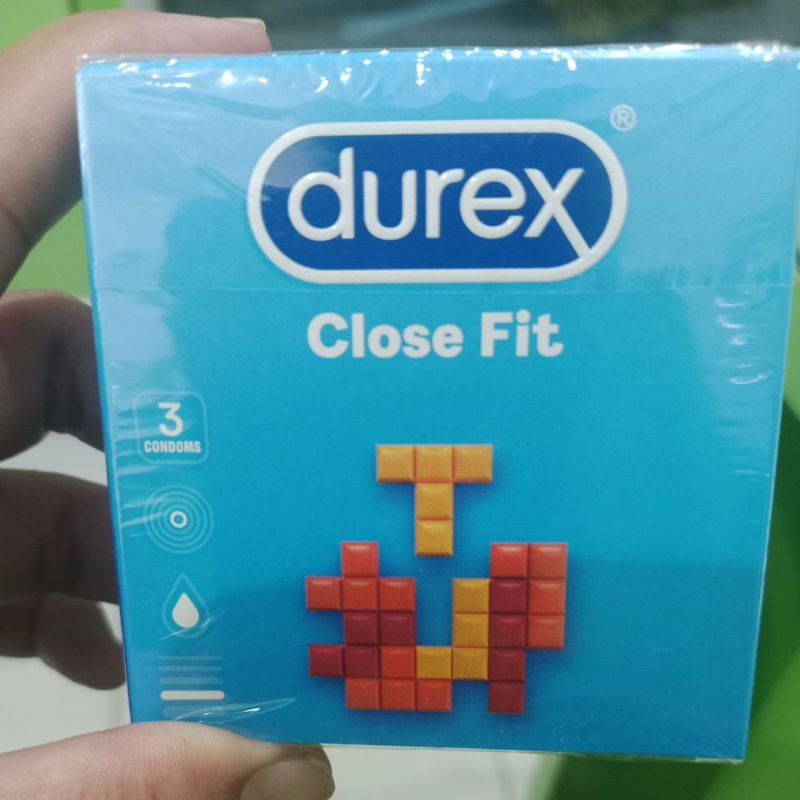 durex®
Close Fit
3
CONDOMS